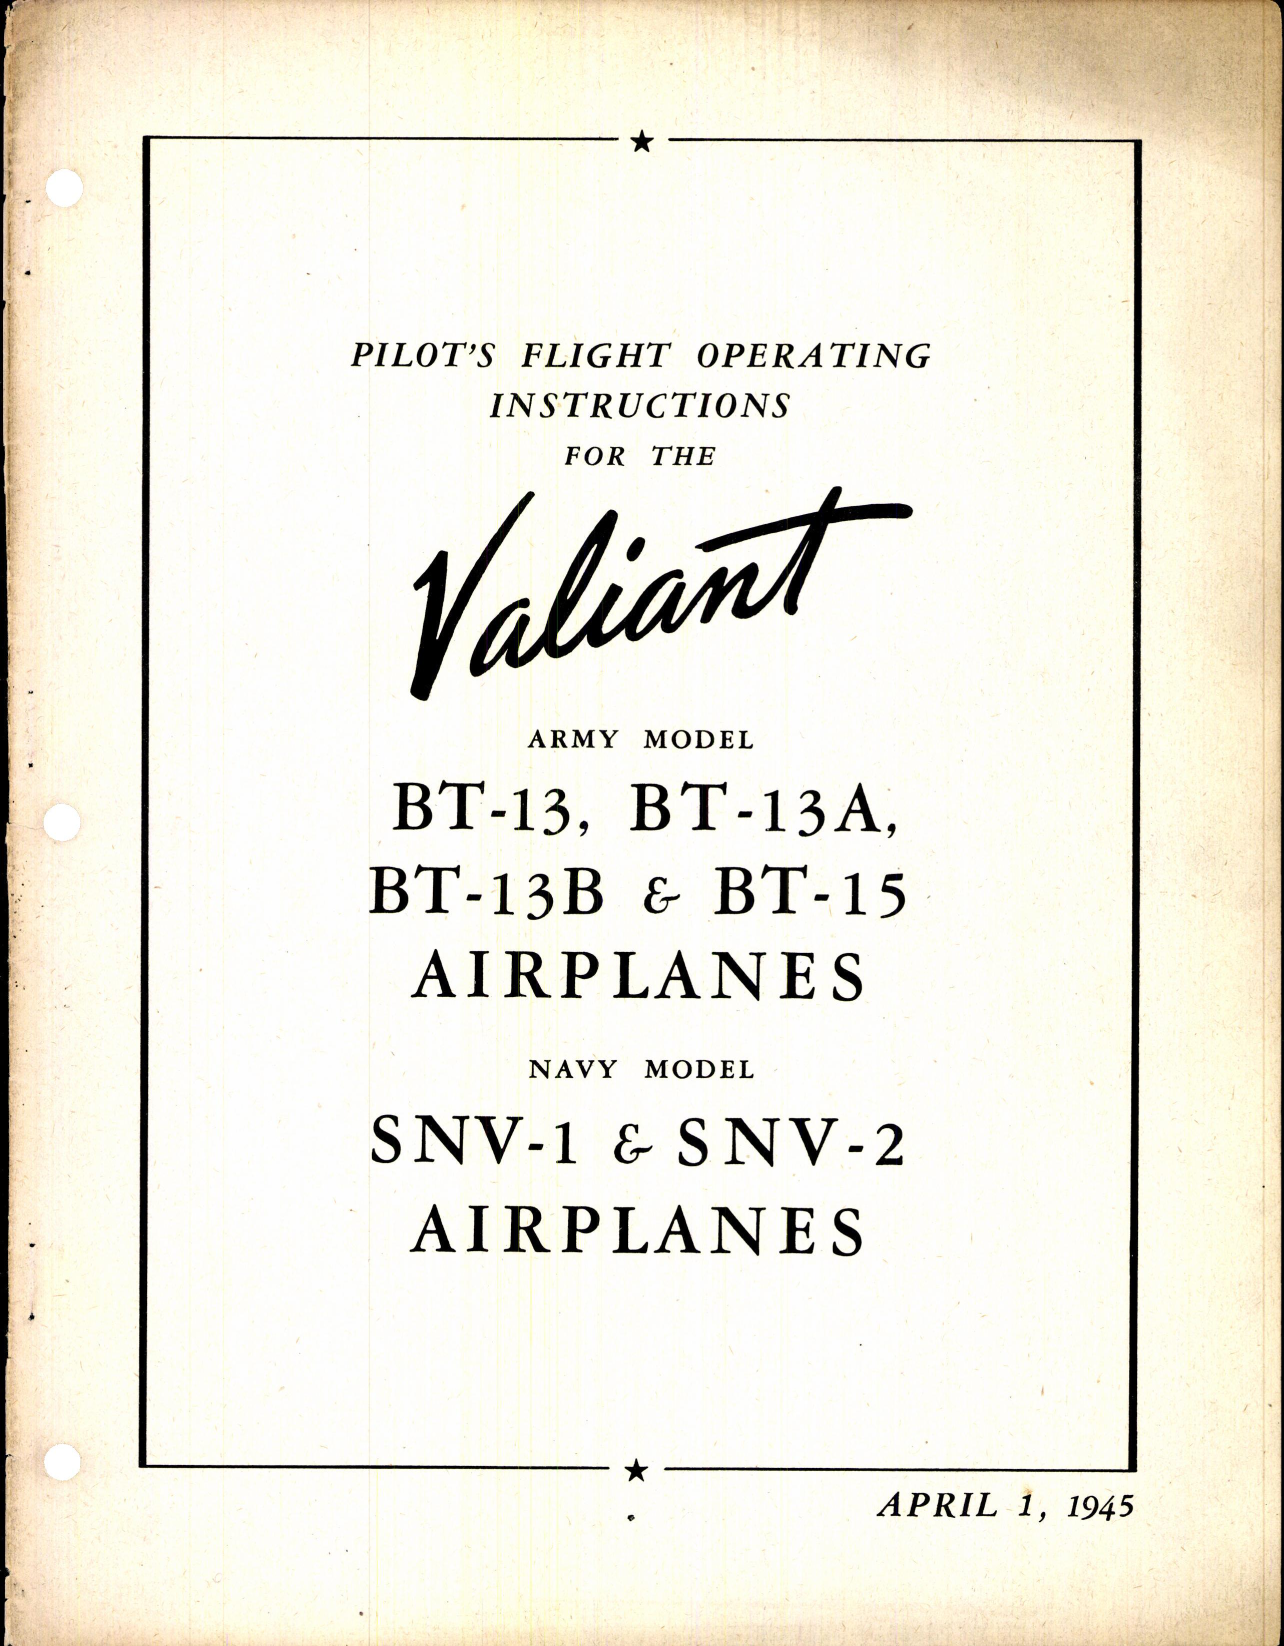 PILOT'S FLIGHT OPERATING
INSTRUCTIONS
FOR THE
Valiant
ARMY MODEL
BT-13, BT-13A,
BT-13B & BT-15
AIRPLANES
NAVY MODEL
SNV-1 & SNV-2
AIRPLANES
APRIL 1, 1945